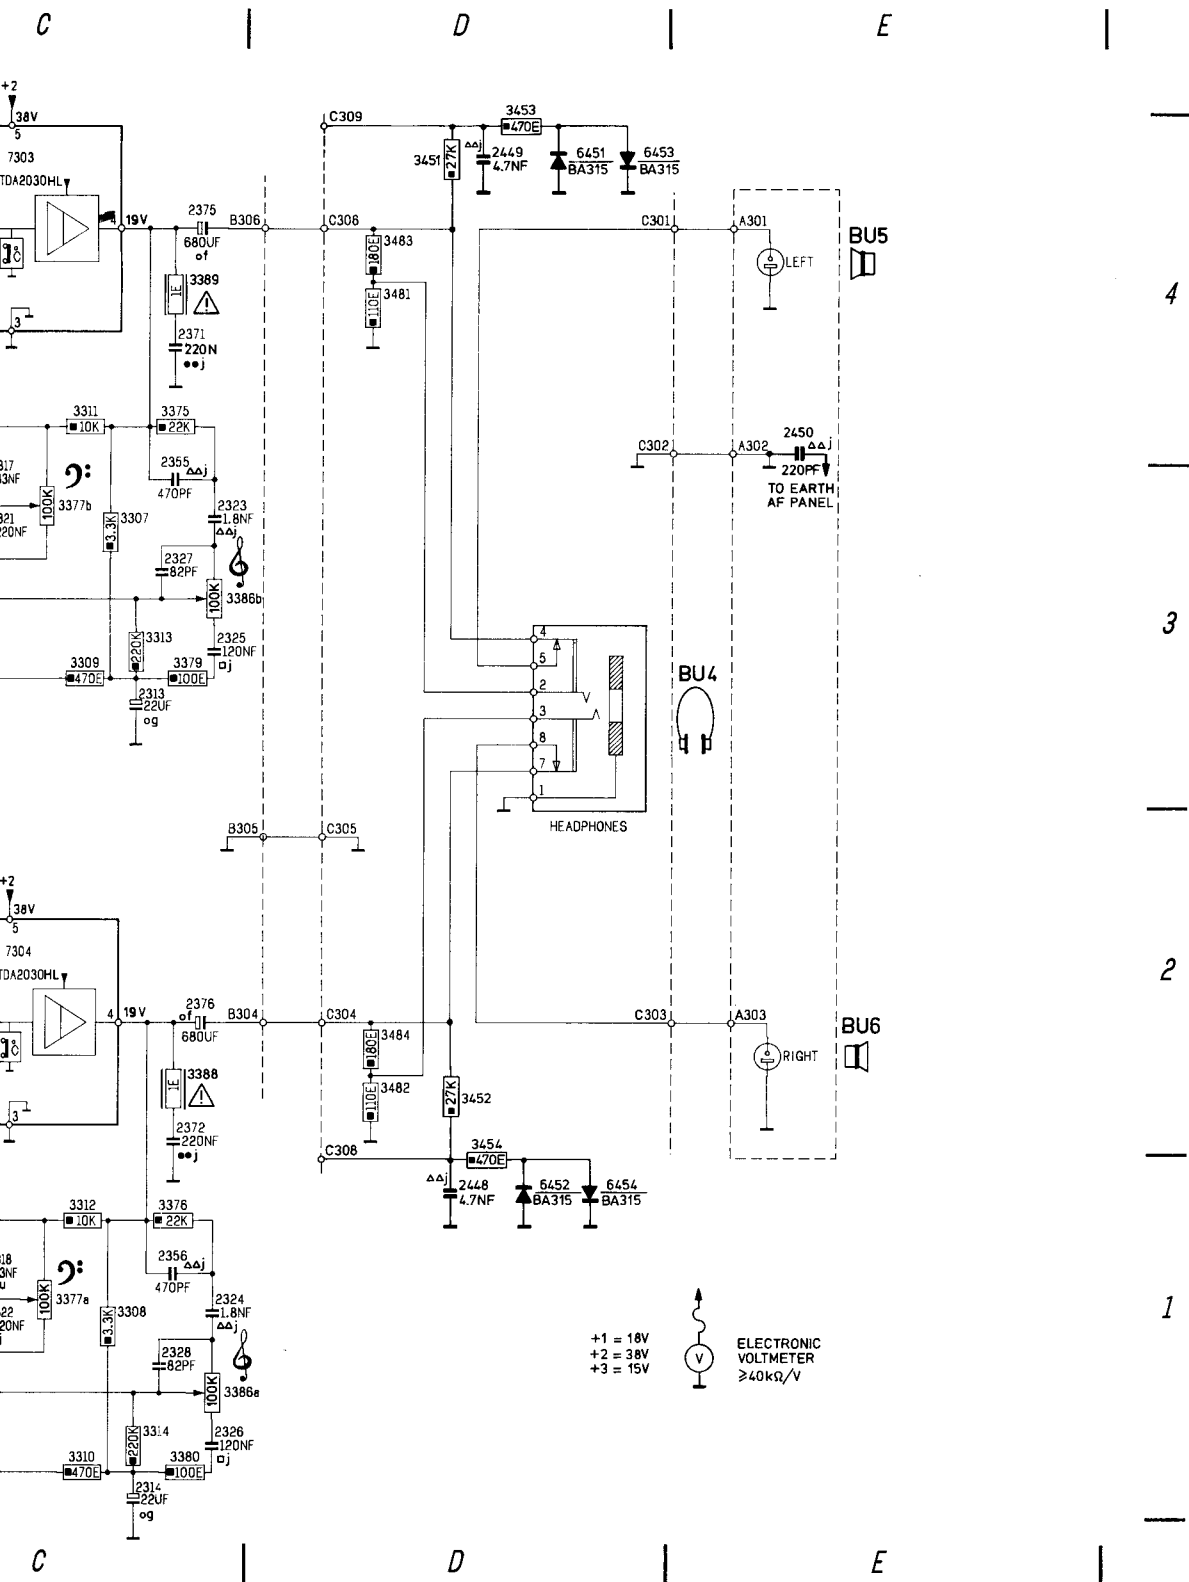 C D E
+2
38V
5
7303
TDA2030HL
4 19V
3
2375
680UF
of
B306
C306
3389
1E
2371
220N
j
C309
3451
27K
2449
4.7NF
j
3453
470E
6451
BA315
6453
BA315
3483
180E
3481
110E
C301
A301
LEFT
BU5
4
3311
10K
3375
22K
2355
j
470PF
3377b
100K
3307
3.3K
2323
1.8NF
j
2327
82PF
100K
3386b
C302
A302
2450
j
220PF
TO EARTH
AF PANEL
3313
220K
2325
120NF
j
3309
470E
3379
100E
2313
22UF
og
4
5
2
3
8
7
1
HEADPHONES
BU4
3
B305
C305
+2
38V
5
7304
TDA2030HL
4 19V
3
2376
of
680UF
B304
C304
3388
1E
2372
220NF
j
3484
180E
3482
110E
27K
3452
C303
A303
RIGHT
BU6
2
C308
3454
470E
j
2448
4.7NF
6452
BA315
6454
BA315
3312
10K
3376
22K
2356
j
470PF
3377a
100K
3308
3.3K
2324
1.8NF
j
2328
82PF
100K
3386a
3314
220K
2326
120NF
j
3310
470E
3380
100E
2314
22UF
og
+1 = 18V
+2 = 38V
+3 = 15V
V
ELECTRONIC
VOLTMETER
≥40kΩ/V
1
C D E